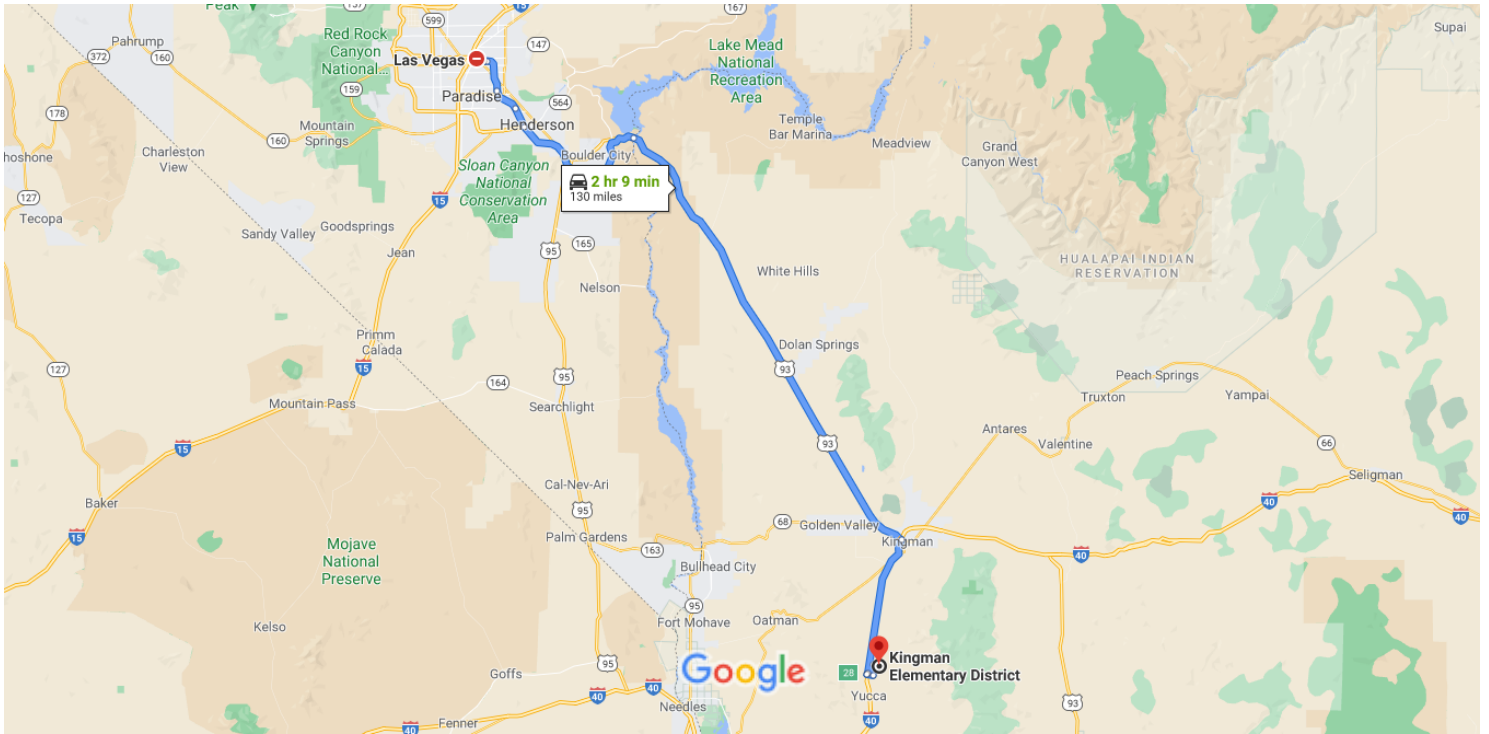 Peak
157
15
167
599
Supai
Pahrump
Red Rock
Canyon
National...
147
Lake Mead
National
Recreation
Area
372
160
Las Vegas
159
Paradise
564
178
Mountain
Springs
Henderson
Temple
Bar Marina
160
Meadview
Grand
Canyon West
hoshone
Charleston
View
Boulder City
Sloan Canyon
National
Conservation
Area
2 hr 9 min
130 miles
127
15
Tecopa
Sandy Valley
Goodsprings
Jean
95
165
HUALAPAI INDIAN
RESERVATION
White Hills
Nelson
Primm
Calada
Dolan Springs
127
15
93
164
95
Peach Springs
Truxton
Yampai
Mountain Pass
Searchlight
Antares
Valentine
66
15
93
Seligman
Cal-Nev-Ari
Baker
95
40
40
15
68
Golden Valley
Palm Gardens
163
Kingman
40
Mojave
National
Preserve
Bullhead City
95
Fort Mohave
Oatman
Kelso
95
Google
Kingman
Elementary District
28
Goffs
40
40
Needles
Yucca
93
Fenner
40
40